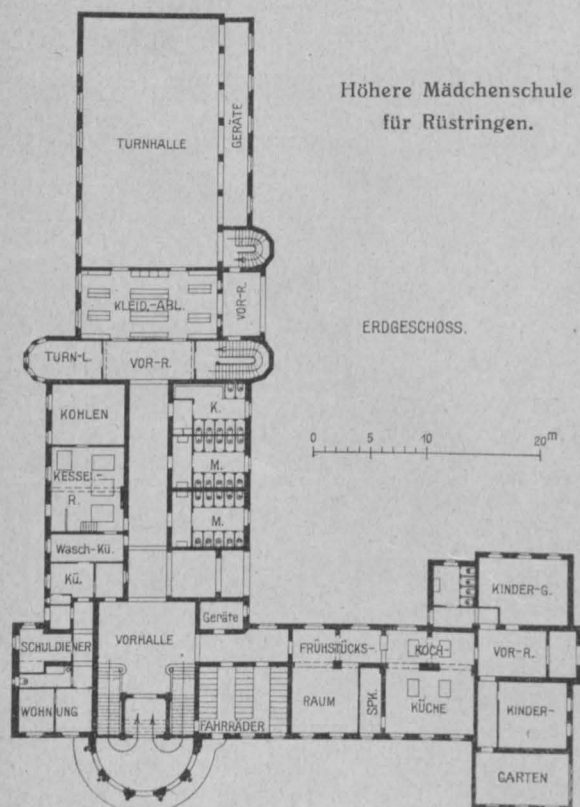 Höhere Mädchenschule
für Rüstringen.
TURNHALLE
GERÄTE
KLEID.-ABL.
VOR-R.
ERDGESCHOSS.
TURN-L.
VOR-R.
KOHLEN
K.
0 5 10 20m
KESSEL-
R.
M.
M.
Wasch-Kü.
Kü.
KINDER-G.
Geräte
SCHULDIENER
VORHALLE
FRÜHSTÜCKS-
KOCH-
VOR-R.
WOHNUNG
FAHRRÄDER
RAUM
SPK.
KÜCHE
KINDER-
GARTEN